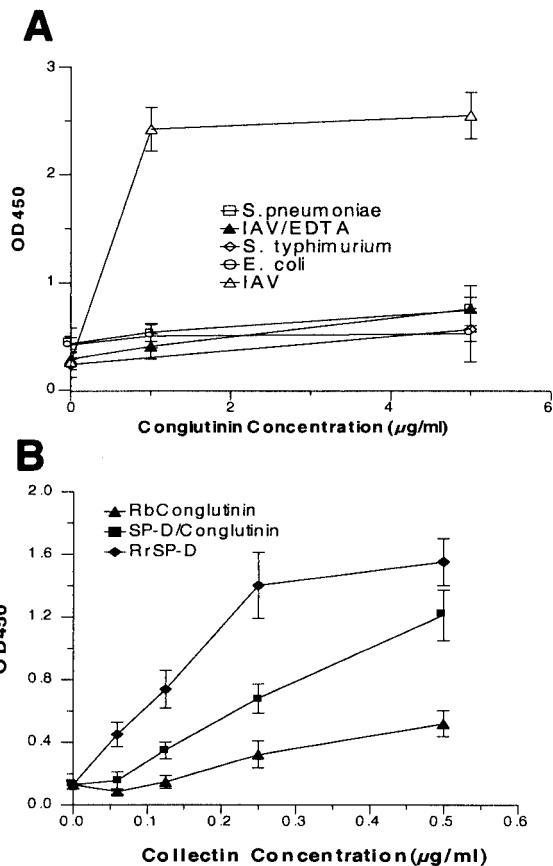 A
3
2
1
0
OD450
S.pneumoniae
IAV/EDTA
S. typhimurium
E. coli
IAV
0 2 4 6
Conglutinin Concentration (µg/ml)
B
2.0
1.6
1.2
0.8
0.4
0.0
OD450
RbConglutinin
SP-D/Conglutinin
RrSP-D
0.0 0.1 0.2 0.3 0.4 0.5 0.6
Collectin Concentration (µg/ml)